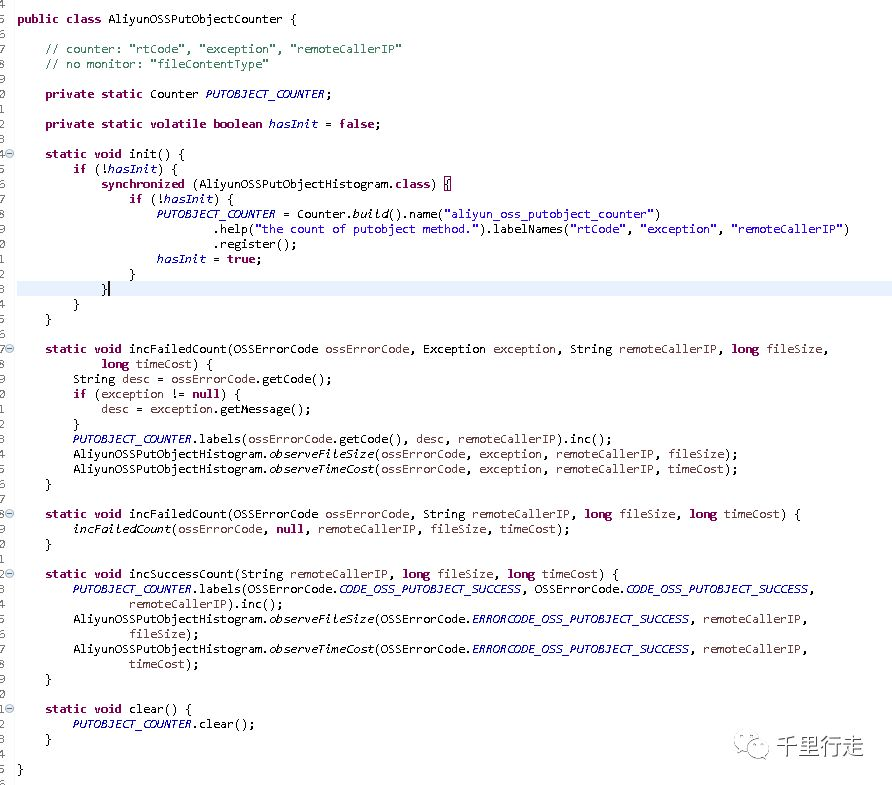 public class AliyunOSSPutObjectCounter {
// counter: "rtCode", "exception", "remoteCallerIP"
// no monitor: "fileContentType"
private static Counter PUTOBJECT_COUNTER;
private static volatile boolean hasInit = false;
static void init() {
if (!hasInit) {
synchronized (AliyunOSSPutObjectHistogram.class) {
if (!hasInit) {
PUTOBJECT_COUNTER = Counter.build().name("aliyun_oss_putobject_counter")
.help("the count of putobject method.").labelNames("rtCode", "exception", "remoteCallerIP")
.register();
hasInit = true;
}
}
}
}
static void incFailedCount(OSSErrorCode ossErrorCode, Exception exception, String remoteCallerIP, long fileSize,
long timeCost) {
String desc = ossErrorCode.getCode();
if (exception != null) {
desc = exception.getMessage();
}
PUTOBJECT_COUNTER.labels(ossErrorCode.getCode(), desc, remoteCallerIP).inc();
AliyunOSSPutObjectHistogram.observeFileSize(ossErrorCode, exception, remoteCallerIP, fileSize);
AliyunOSSPutObjectHistogram.observeTimeCost(ossErrorCode, exception, remoteCallerIP, timeCost);
}
static void incFailedCount(OSSErrorCode ossErrorCode, String remoteCallerIP, long fileSize, long timeCost) {
incFailedCount(ossErrorCode, null, remoteCallerIP, fileSize, timeCost);
}
static void incSuccessCount(String remoteCallerIP, long fileSize, long timeCost) {
PUTOBJECT_COUNTER.labels(OSSErrorCode.CODE_OSS_PUTOBJECT_SUCCESS, OSSErrorCode.CODE_OSS_PUTOBJECT_SUCCESS,
remoteCallerIP).inc();
AliyunOSSPutObjectHistogram.observeFileSize(OSSErrorCode.ERRORCODE_OSS_PUTOBJECT_SUCCESS, remoteCallerIP,
fileSize);
AliyunOSSPutObjectHistogram.observeTimeCost(OSSErrorCode.ERRORCODE_OSS_PUTOBJECT_SUCCESS, remoteCallerIP,
timeCost);
}
static void clear() {
PUTOBJECT_COUNTER.clear();
}
千里行走
}